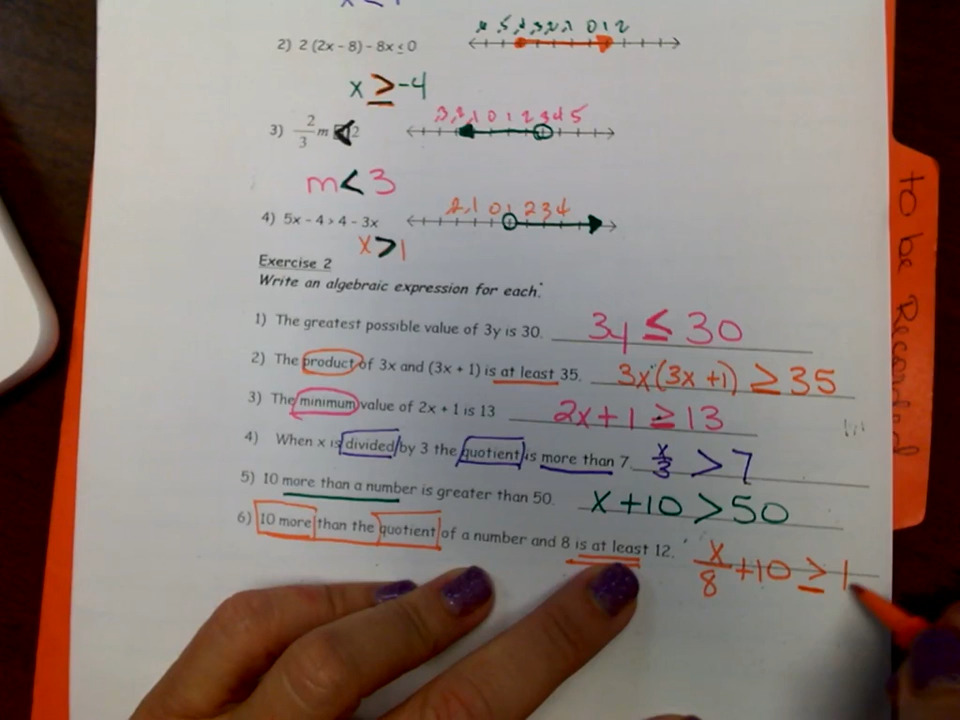 2) 2 (2x - 8) - 8x ≤ 0
0 1 2
x ≥ -4
3) 2/3 m < 2
0 1 2 3 4 5
m < 3
4) 5x - 4 > 4 - 3x
0 1 2 3 4
x > 1
Exercise 2
Write an algebraic expression for each:
1) The greatest possible value of 3y is 30. 3y ≤ 30
2) The product of 3x and (3x + 1) is at least 35. 3x(3x + 1) ≥ 35
3) The minimum value of 2x + 1 is 13 2x + 1 ≥ 13
4) When x is divided by 3 the quotient is more than 7 x/3 > 7
5) 10 more than a number is greater than 50. x + 10 > 50
6) 10 more than the quotient of a number and 8 is at least 12. x/8 + 10 ≥ 1
to be Recorded